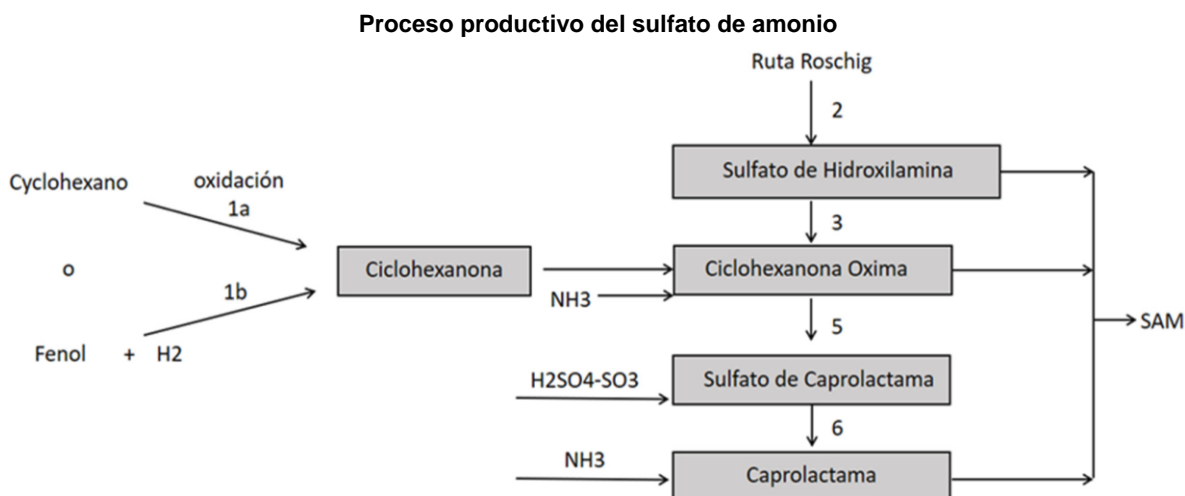 Proceso productivo del sulfato de amonio
Ruta Roschig
2
Sulfato de Hidroxilamina
Cyclohexano
oxidación
1a
3
o
Ciclohexanona
Ciclohexanona Oxima
1b
NH3
SAM
Fenol + H2
5
H2SO4-SO3
Sulfato de Caprolactama
6
NH3
Caprolactama